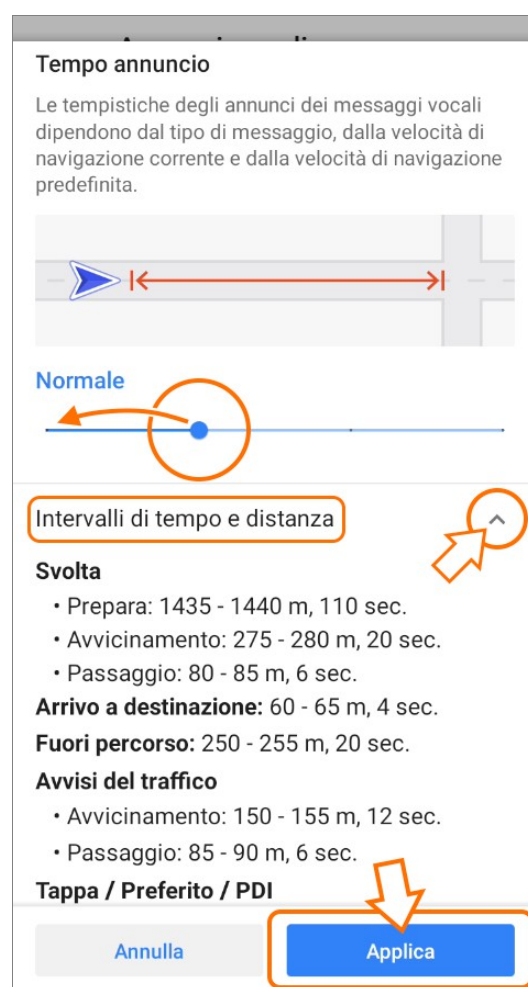 Tempo annuncio
Le tempistiche degli annunci dei messaggi vocali
dipendono dal tipo di messaggio, dalla velocità di
navigazione corrente e dalla velocità di navigazione
predefinita.
Normale
Intervalli di tempo e distanza
Svolta
• Prepara: 1435 - 1440 m, 110 sec.
• Avvicinamento: 275 - 280 m, 20 sec.
• Passaggio: 80 - 85 m, 6 sec.
Arrivo a destinazione: 60 - 65 m, 4 sec.
Fuori percorso: 250 - 255 m, 20 sec.
Avvisi del traffico
• Avvicinamento: 150 - 155 m, 12 sec.
• Passaggio: 85 - 90 m, 6 sec.
Tappa / Preferito / PDI
Annulla
Applica